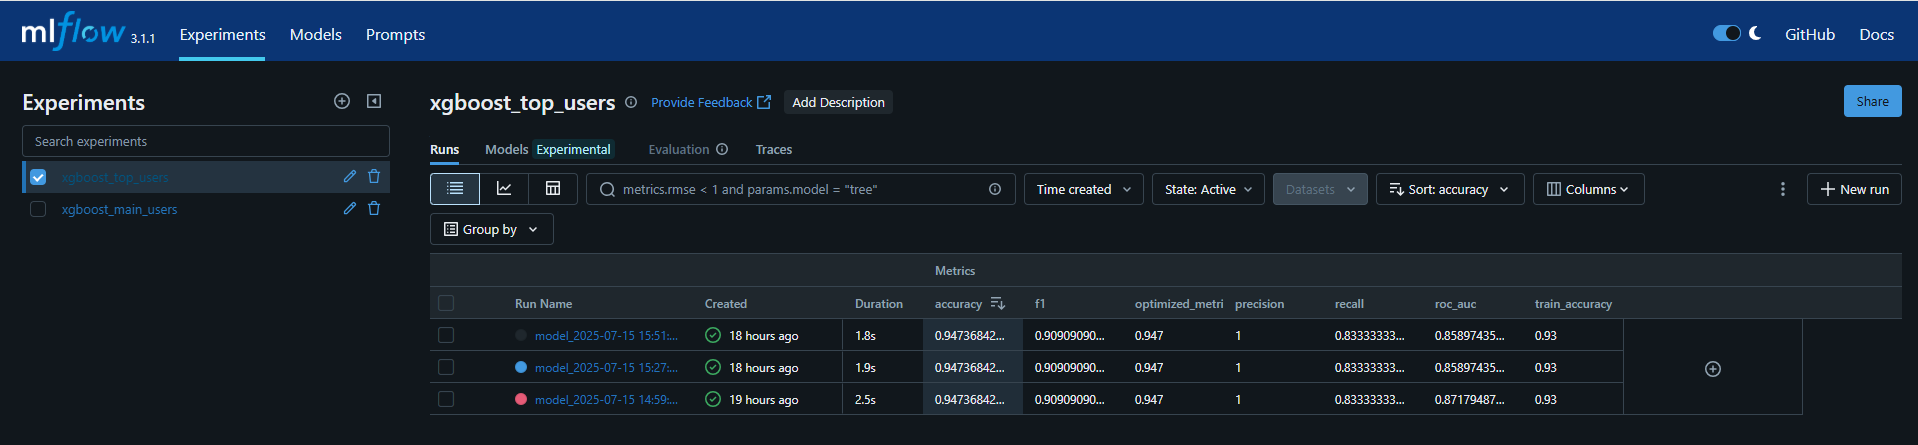 mlflow 3.1.1 Experiments Models Prompts GitHub Docs
Experiments
Search experiments
xgboost_top_users
xgboost_main_users
xgboost_top_users Provide Feedback Add Description Share
Runs Models Experimental Evaluation Traces
metrics.rmse < 1 and params.model = "tree" Time created State: Active Datasets Sort: accuracy Columns New run
Group by
Metrics
Run Name Created Duration accuracy f1 optimized_metri precision recall roc_auc train_accuracy
model_2025-07-15 15:51:... 18 hours ago 1.8s 0.94736842... 0.90909090... 0.947 1 0.83333333... 0.85897435... 0.93
model_2025-07-15 15:27:... 18 hours ago 1.9s 0.94736842... 0.90909090... 0.947 1 0.83333333... 0.85897435... 0.93
model_2025-07-15 14:59:... 19 hours ago 2.5s 0.94736842... 0.90909090... 0.947 1 0.83333333... 0.87179487... 0.93